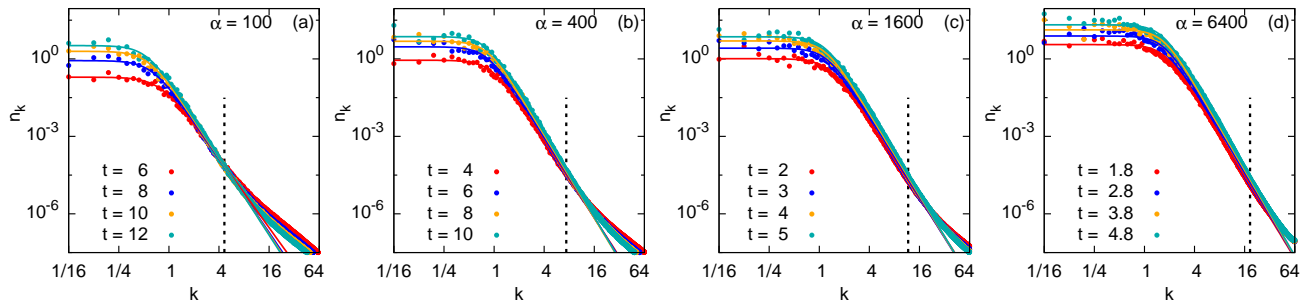 α = 100 (a)
10^0
10^-3
10^-6
n_k
t = 6
t = 8
t = 10
t = 12
1/16 1/4 1 4 16 64
k
α = 400 (b)
10^0
10^-3
10^-6
n_k
t = 4
t = 6
t = 8
t = 10
1/16 1/4 1 4 16 64
k
α = 1600 (c)
10^0
10^-3
10^-6
n_k
t = 2
t = 3
t = 4
t = 5
1/16 1/4 1 4 16 64
k
α = 6400 (d)
10^0
10^-3
10^-6
n_k
t = 1.8
t = 2.8
t = 3.8
t = 4.8
1/16 1/4 1 4 16 64
k